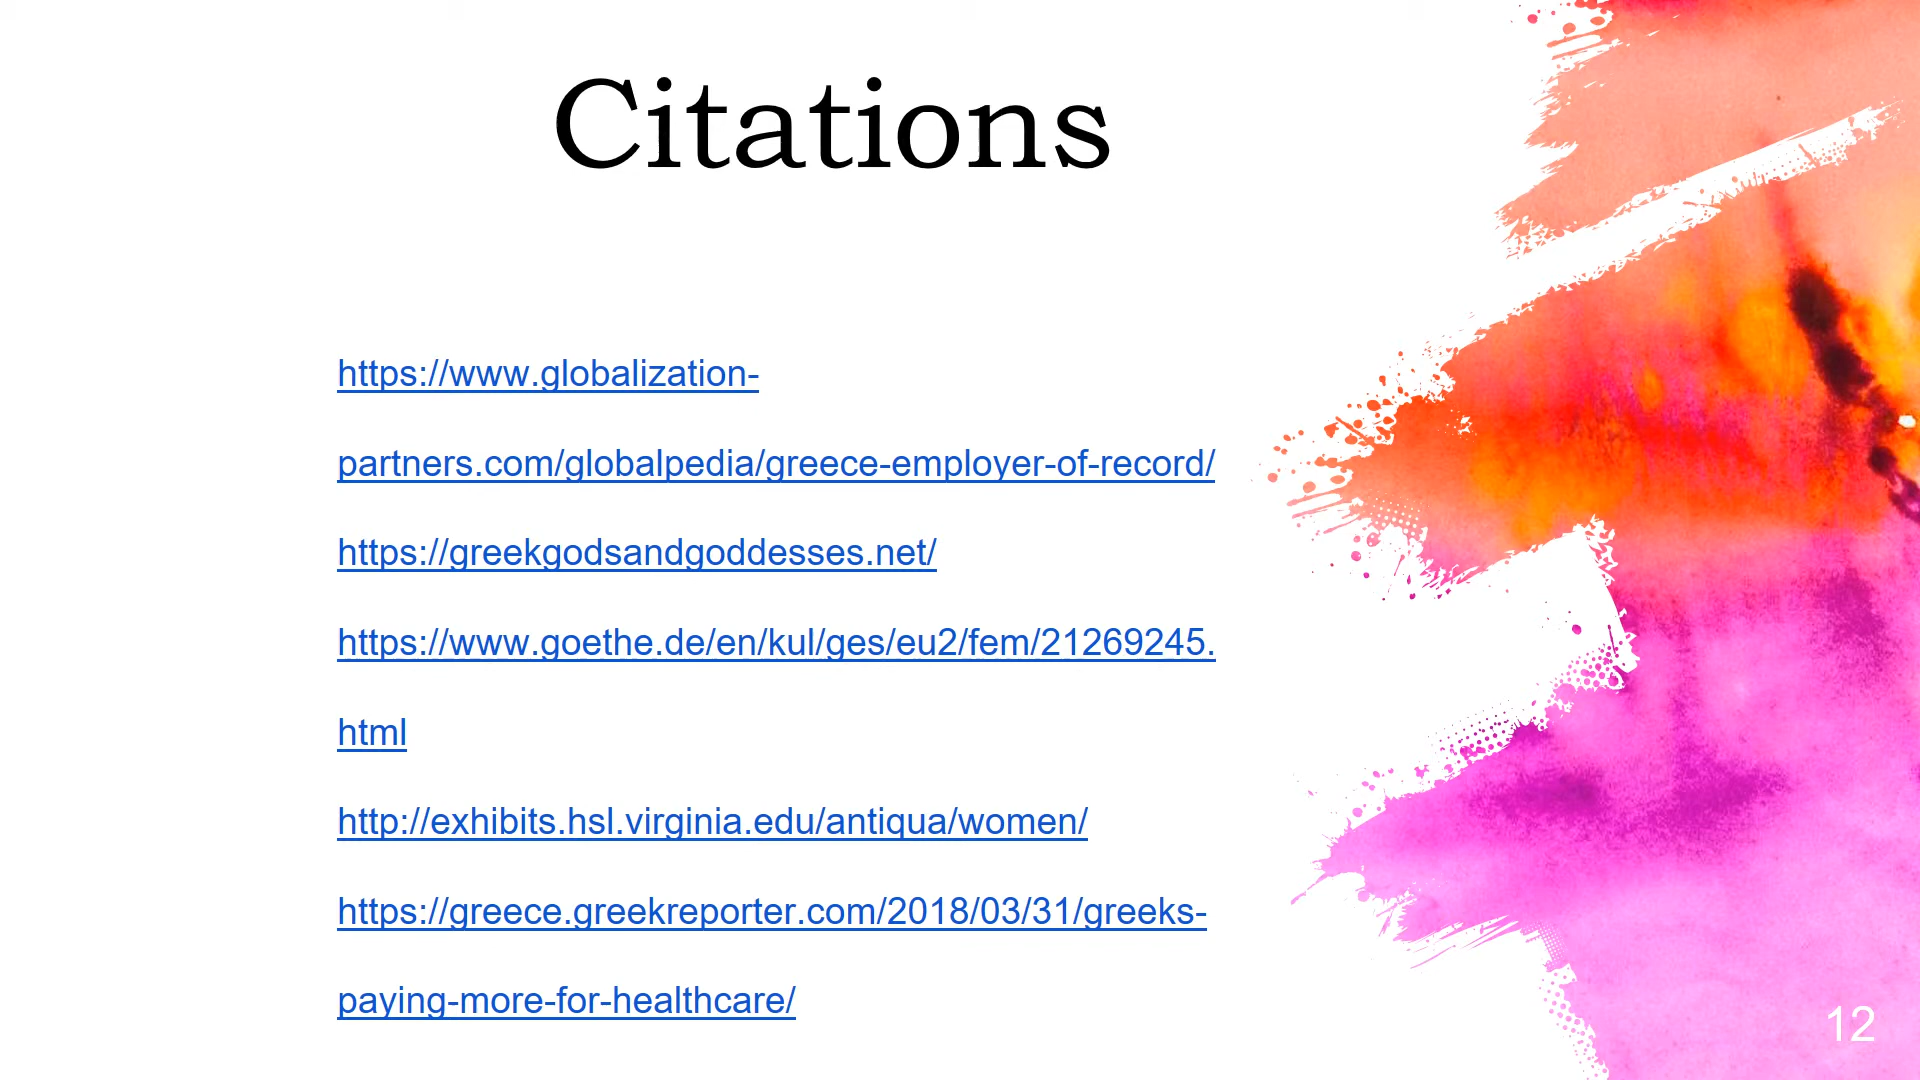 Citations
https://www.globalization-
partners.com/globalpedia/greece-employer-of-record/
https://greekgodsandgoddesses.net/
https://www.goethe.de/en/kul/ges/eu2/fem/21269245.
html
http://exhibits.hsl.virginia.edu/antiqua/women/
https://greece.greekreporter.com/2018/03/31/greeks-
paying-more-for-healthcare/
12